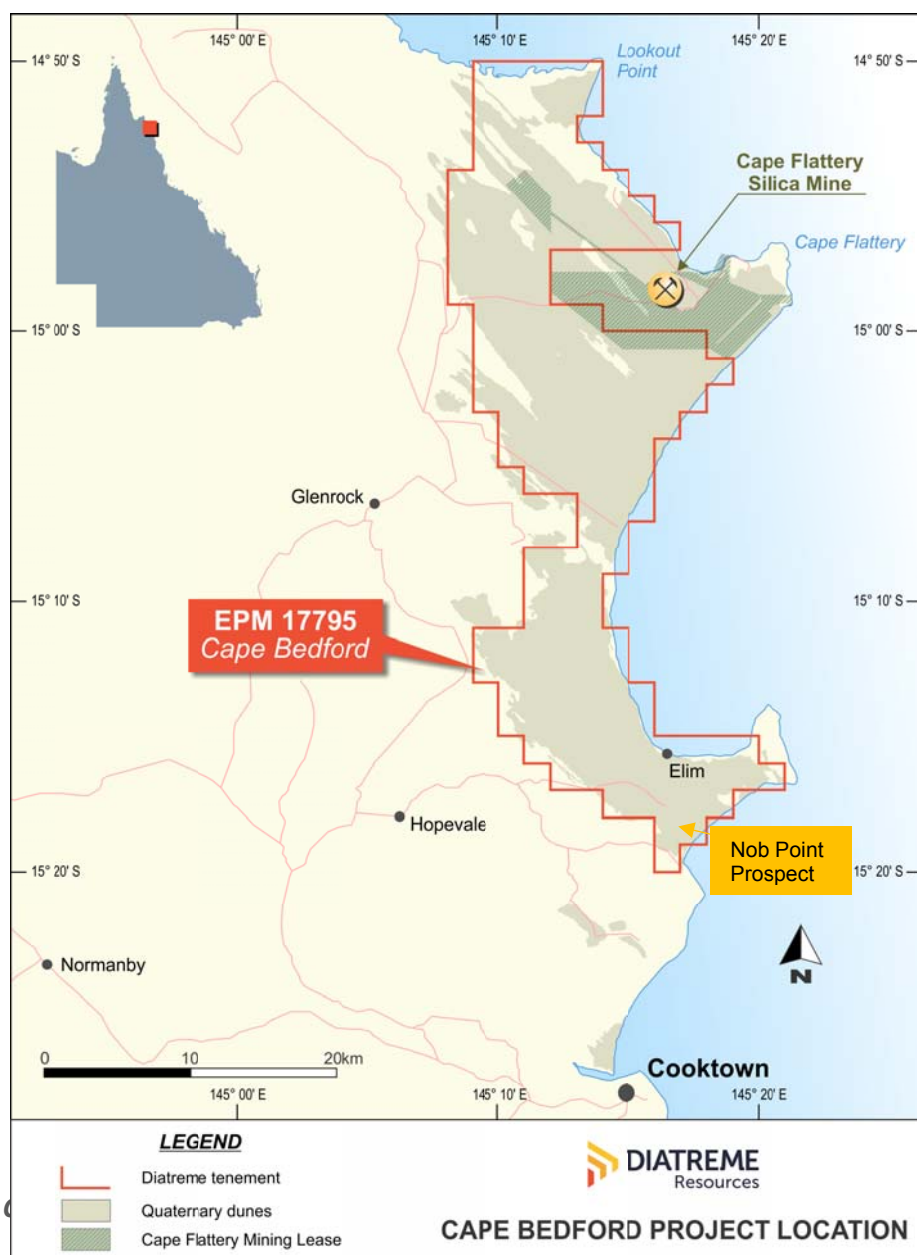 145° 00' E
145° 10' E
145° 20' E
14° 50' S
14° 50' S
Lookout
Point
Cape Flattery
Silica Mine
Cape Flattery
15° 00' S
15° 00' S
Glenrock
15° 10' S
15° 10' S
EPM 17795
Cape Bedford
Elim
Hopevale
Nob Point
Prospect
15° 20' S
15° 20' S
Normanby
N
0 10 20km
Cooktown
145° 00' E
145° 10' E
145° 20' E
LEGEND
Diatreme tenement
Quaternary dunes
Cape Flattery Mining Lease
DIATREME
Resources
CAPE BEDFORD PROJECT LOCATION